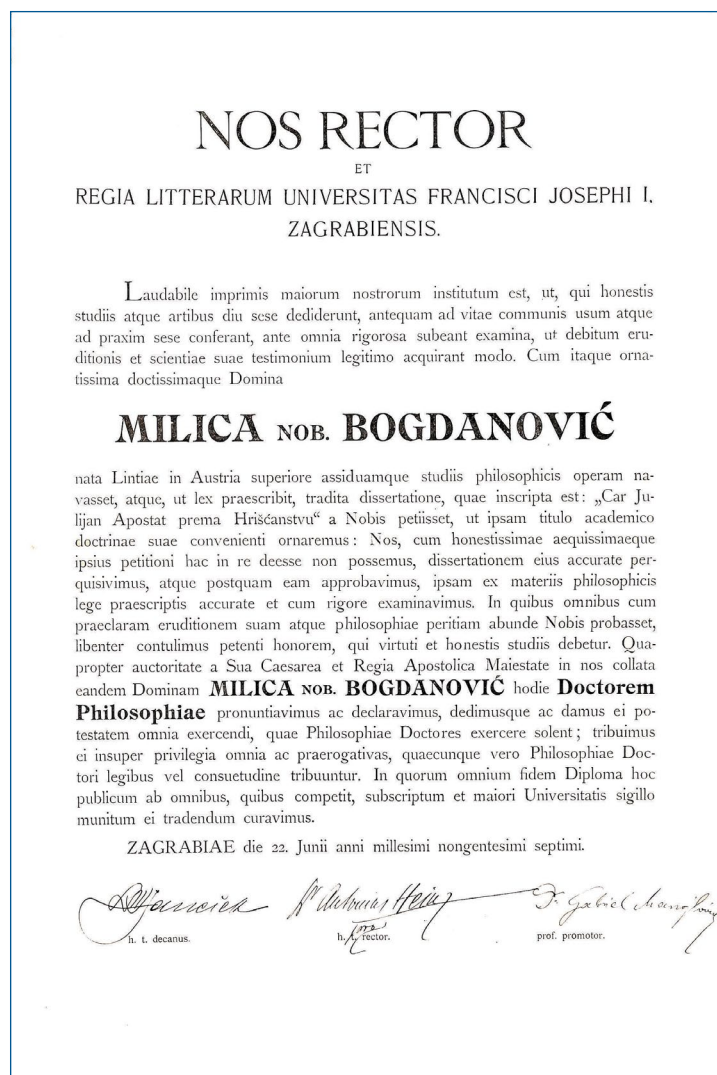 NOS RECTOR
ET
REGIA LITTERARUM UNIVERSITAS FRANCISCI JOSEPHI I.
ZAGRABIENSIS.
Laudabile imprimis maiorum nostrorum institutum est, ut, qui honestis
studiis atque artibus diu sese dediderunt, antequam ad vitae communis usum atque
ad praxim sese conferant, ante omnia rigorosa subeant examina, ut debitum eru-
ditionis et scientiae suae testimonium legitimo acquirant modo. Cum itaque orna-
tissima doctissimaque Domina
MILICA NOB. BOGDANOVIĆ
nata Lintiae in Austria superiore assiduamque studiis philosophicis operam na-
vasset, atque, ut lex praescribit, tradita dissertatione, quae inscripta est: „Car Ju-
lijan Apostat prema Hrišćanstvu“ a Nobis petiisset, ut ipsam titulo academico
doctrinae suae convenienti ornaremus: Nos, cum honestissimae aequissimaeque
ipsius petitioni hac in re deesse non possemus, dissertationem eius accurate per-
quisivimus, atque postquam eam approbavimus, ipsam ex materiis philosophicis
lege praescriptis accurate et cum rigore examinavimus. In quibus omnibus cum
praeclaram eruditionem suam atque philosophiae peritiam abunde Nobis probasset,
libenter contulimus petenti honorem, qui virtuti et honestis studiis debetur. Qua-
propter auctoritate a Sua Caesarea et Regia Apostolica Maiestate in nos collata
eandem Dominam MILICA NOB. BOGDANOVIĆ hodie Doctorem
Philosophiae pronuntiavimus ac declaravimus, dedimusque ac damus ei po-
testatem omnia exercendi, quae Philosophiae Doctores exercere solent; tribuimus
ei insuper privilegia omnia ac praerogativas, quaecunque vero Philosophiae Doc-
tori legibus vel consuetudine tribuuntur. In quorum omnium fidem Diploma hoc
publicum ab omnibus, quibus competit, subscriptum et maiori Universitatis sigillo
munitum ei tradendum curavimus.
ZAGRABIAE die 22. Junii anni millesimi nongentesimi septimi.
Dr Antonius Heinz Dr. Gabriel
h. t. decanus. h. t. rector. prof. promotor.